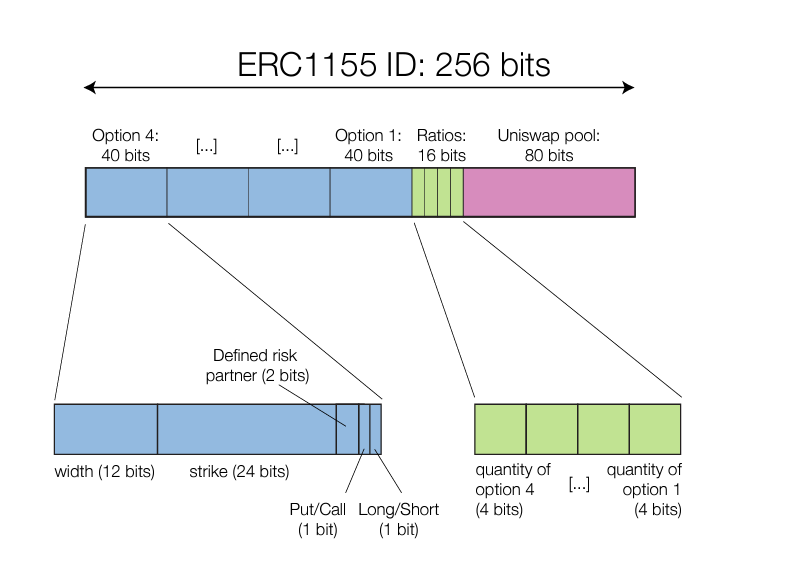 ERC1155 ID: 256 bits
Option 4:
40 bits
[...]
[...]
Option 1:
40 bits
Ratios:
16 bits
Uniswap pool:
80 bits
Defined risk
partner (2 bits)
width (12 bits)
strike (24 bits)
Put/Call
(1 bit)
Long/Short
(1 bit)
quantity of
option 4
(4 bits)
[...]
quantity of
option 1
(4 bits)